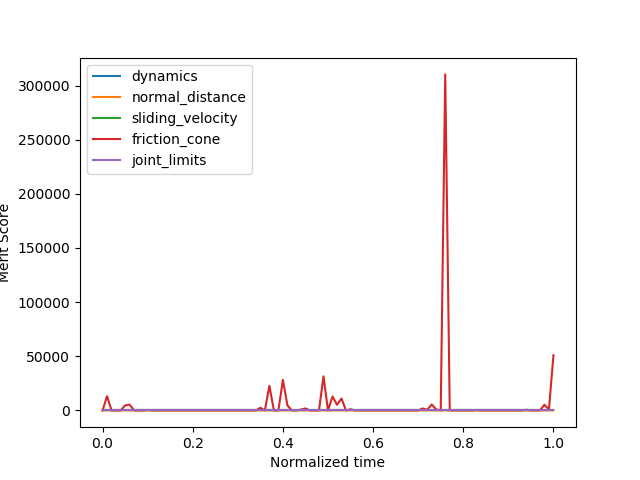 dynamics
normal_distance
sliding_velocity
friction_cone
joint_limits
300000
250000
200000
150000
100000
50000
0
Merit Score
0.0 0.2 0.4 0.6 0.8 1.0
Normalized time